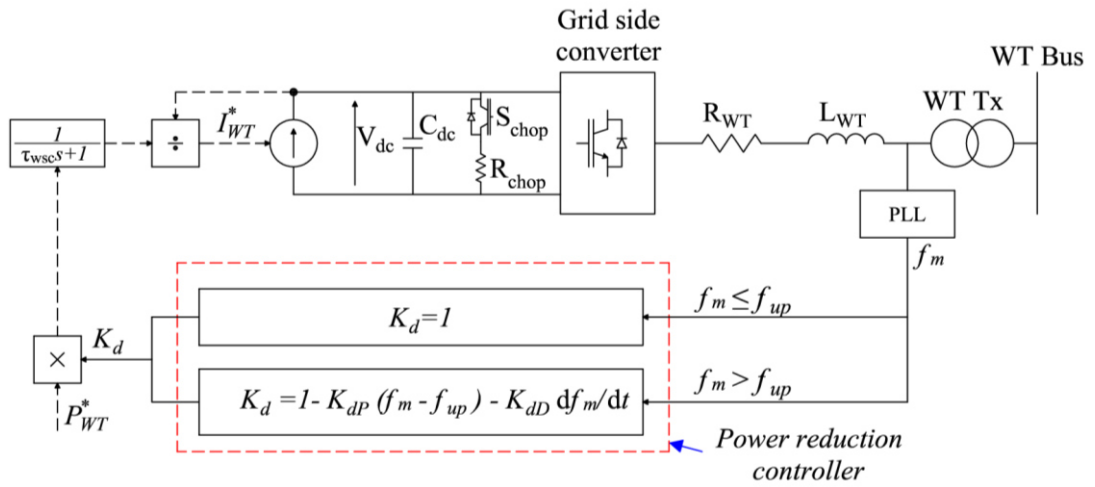 Grid side
converter
WT Bus
1
τwscs+1
÷
I*WT
Vdc
Cdc
Schop
Rchop
RWT
LWT
WT Tx
PLL
fm
Kd=1
fm≤fup
Kd
×
P*WT
Kd =1- KdP (fm - fup ) - KdD dfm/dt
fm>fup
Power reduction
controller